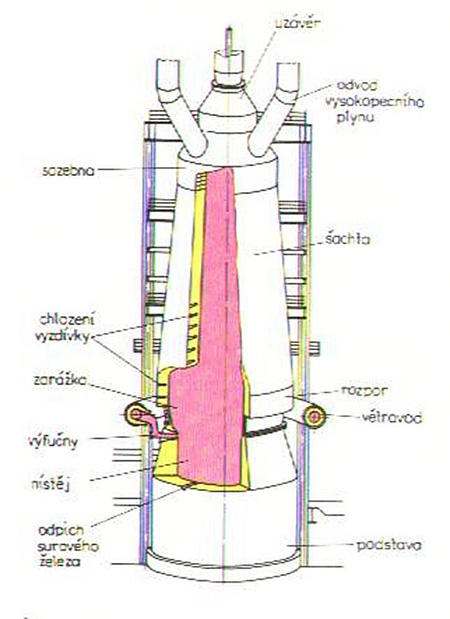 uzávěr
odvod
vysokopecního
plynu
sazebna
šachta
chlazení
vyzdívky
zarážka
rozpor
větrovod
výfučny
nístěj
odpich
surového
železa
podstava